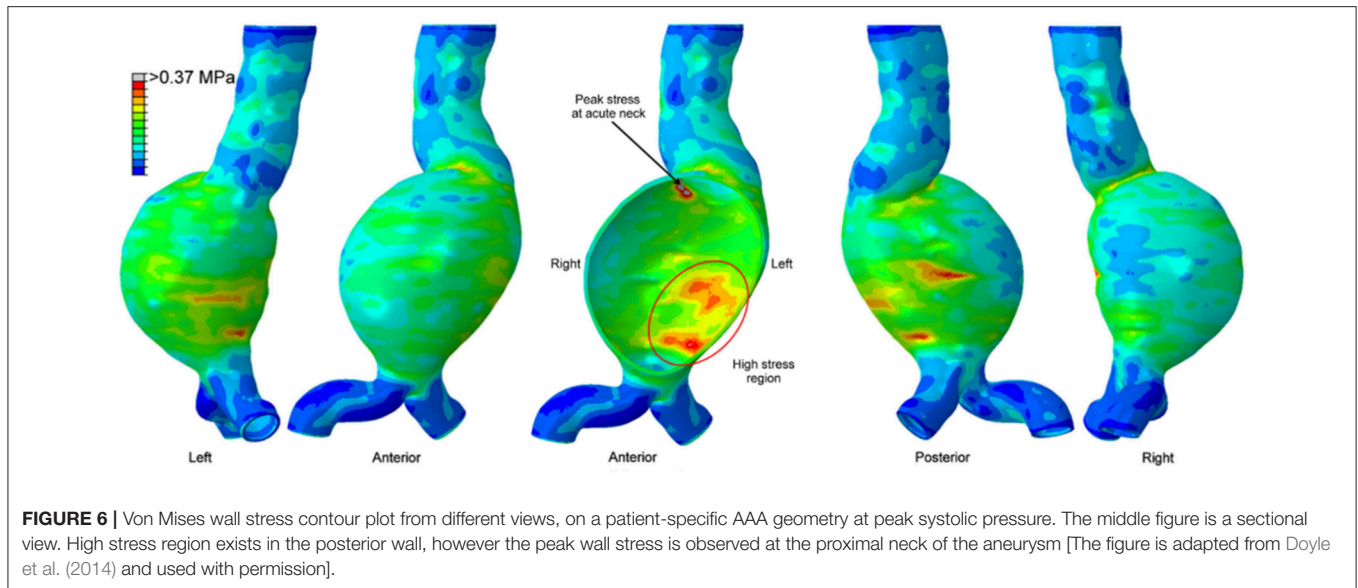 >0.37 MPa
Peak stress
at acute neck
Right
Left
High stress
region
Left
Anterior
Anterior
Posterior
Right
FIGURE 6 | Von Mises wall stress contour plot from different views, on a patient-specific AAA geometry at peak systolic pressure. The middle figure is a sectional
view. High stress region exists in the posterior wall, however the peak wall stress is observed at the proximal neck of the aneurysm [The figure is adapted from Doyle
et al. (2014) and used with permission].